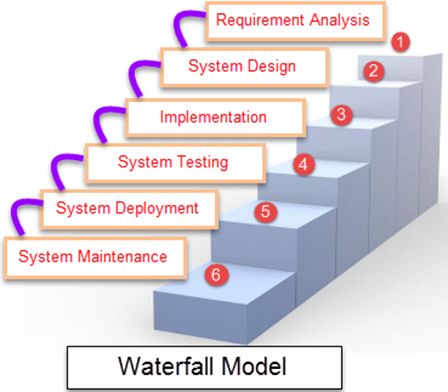 Requirement Analysis
1
System Design
2
Implementation
3
System Testing
4
System Deployment
5
System Maintenance
6
Waterfall Model